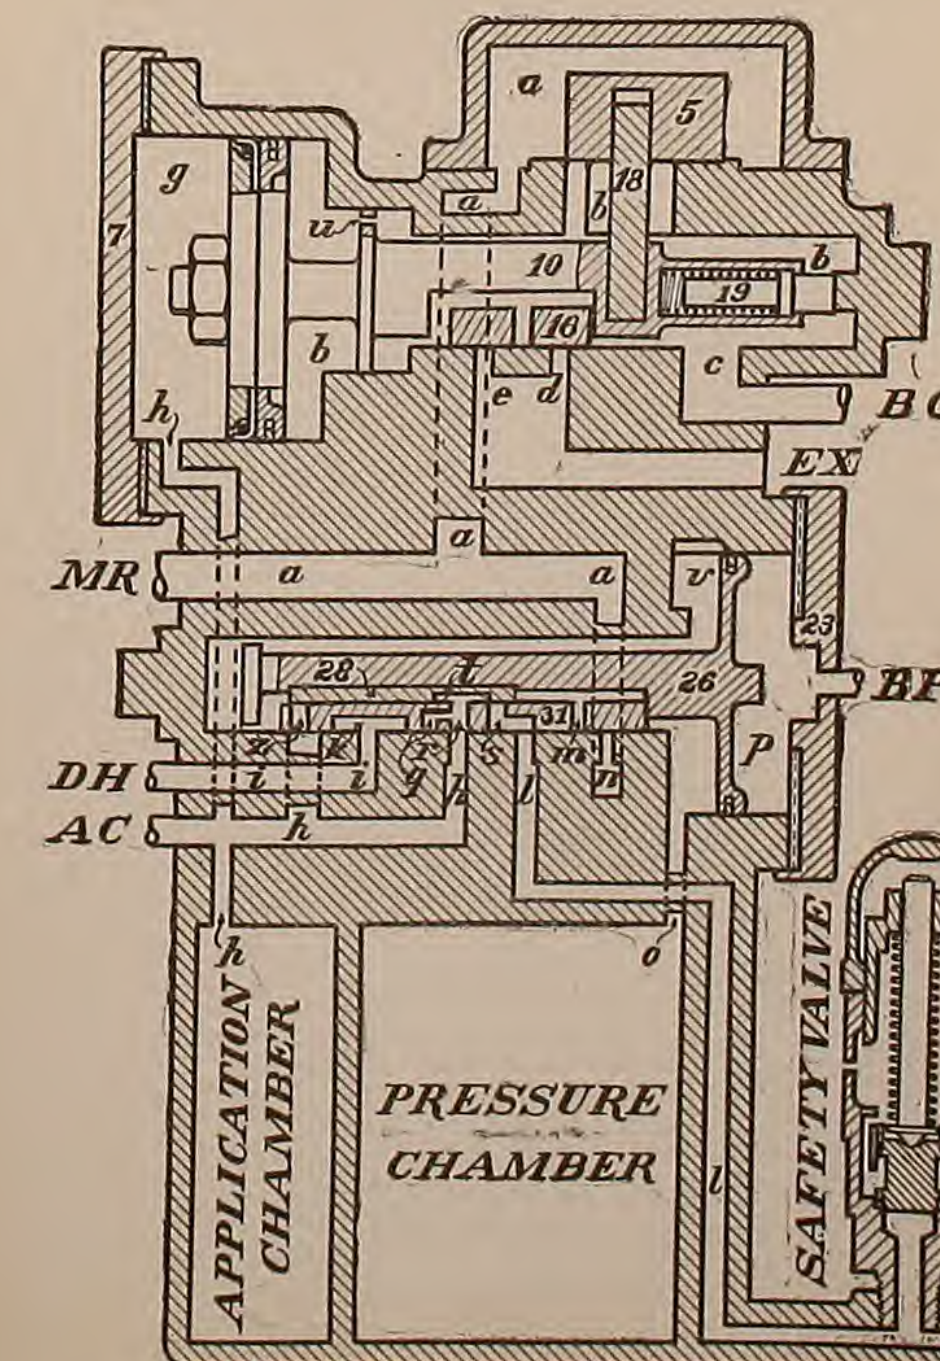 a
5
g
18
b
a
7
u
10
b
19
16
b
c
e
d
h
EX
a
MR
a
a
v
23
28
t
26
31
k
r
s
m
p
DH
i
i
g
h
l
n
AC
h
h
o
APPLICATION
CHAMBER
PRESSURE
CHAMBER
l
SAFETY VALVE